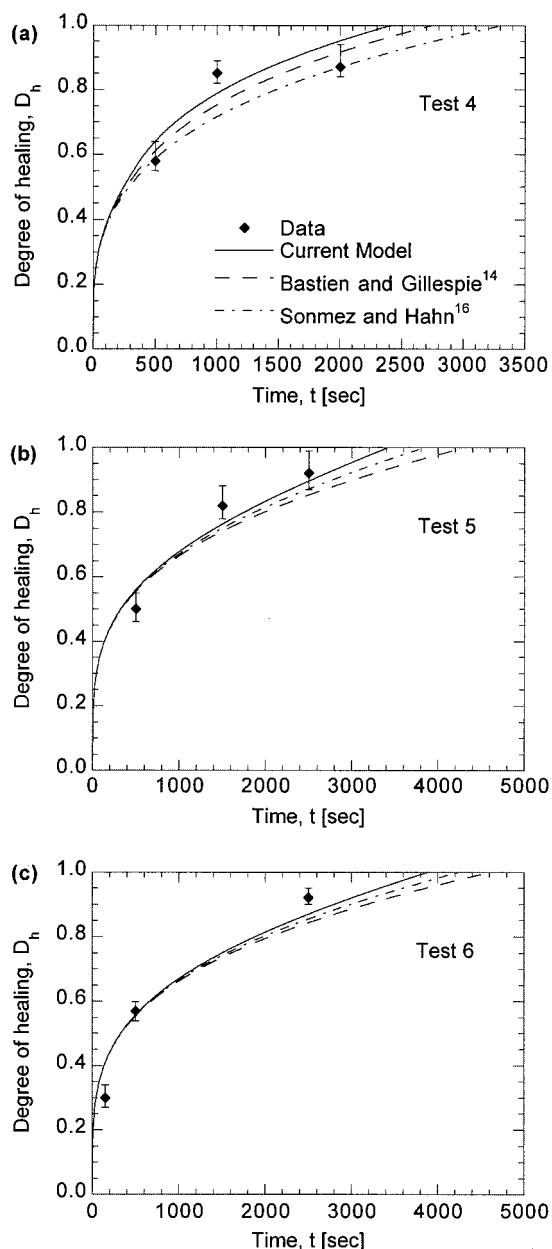 (a)
Degree of healing, D_h
1.0
0.8
0.6
0.4
0.2
0.0
Test 4
Data
Current Model
Bastien and Gillespie14
Sonmez and Hahn16
0 500 1000 1500 2000 2500 3000 3500
Time, t [sec]
(b)
Degree of healing, D_h
1.0
0.8
0.6
0.4
0.2
0.0
Test 5
0 1000 2000 3000 4000 5000
Time, t [sec]
(c)
Degree of healing, D_h
1.0
0.8
0.6
0.4
0.2
0.0
Test 6
0 1000 2000 3000 4000 5000
Time, t [sec]